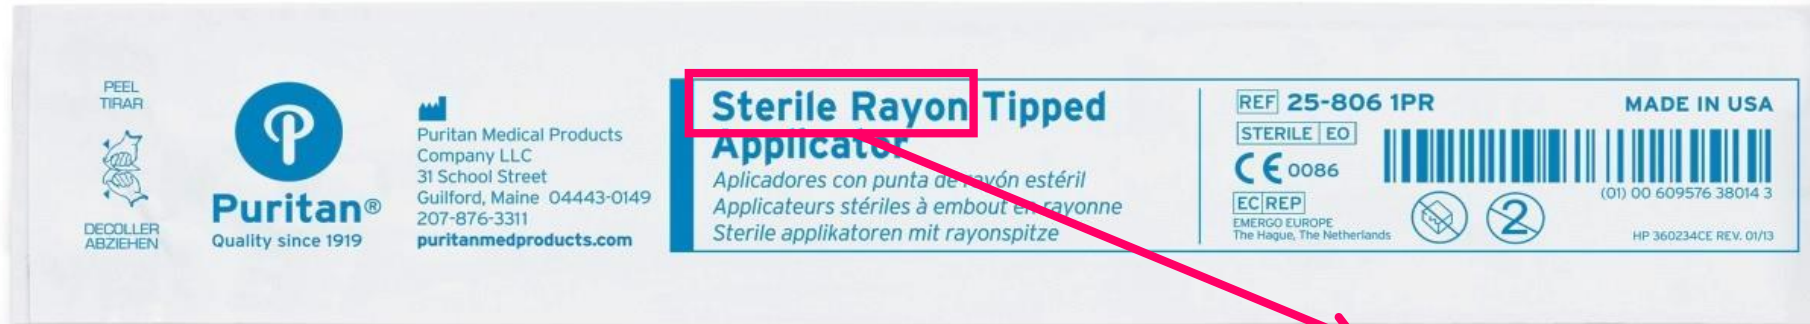 PEEL
TIRAR
DECOLLER
ABZIEHEN
Puritan®
Quality since 1919
Puritan Medical Products
Company LLC
31 School Street
Guilford, Maine 04443-0149
207-876-3311
puritanmedproducts.com
Sterile Rayon Tipped
Applicator
Aplicadores con punta de rayón estéril
Applicateurs stériles à embout en rayonne
Sterile applikatoren mit rayonspitze
REF 25-806 1PR
STERILE EO
CE 0086
EC REP
EMERGO EUROPE
The Hague, The Netherlands
2
MADE IN USA
(01) 00 609576 38014 3
HP 360234CE REV. 01/13